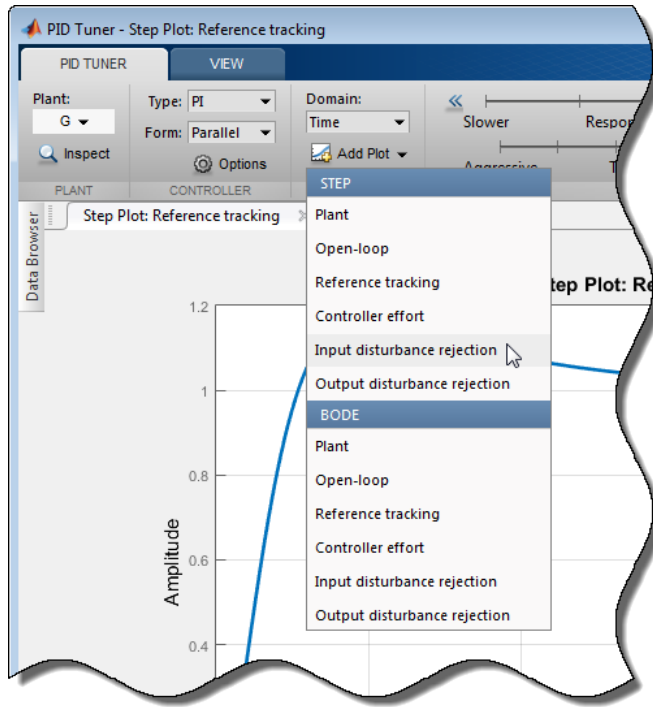 PID Tuner - Step Plot: Reference tracking
PID TUNER VIEW
Plant: Type: PI Domain:
G Time Slower
Form: Parallel
Inspect Options Add Plot Aggressive
PLANT CONTROLLER STEP
Data Browser
Step Plot: Reference tracking
Plant
Open-loop
Reference tracking
Controller effort
Input disturbance rejection
Output disturbance rejection
BODE
Plant
Open-loop
Reference tracking
Controller effort
Input disturbance rejection
Output disturbance rejection
tep Plot: Re
1.2
1
0.8
0.6
0.4
Amplitude